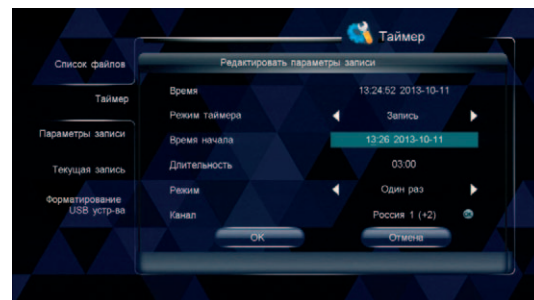 Таймер
Список файлов
Редактировать параметры записи
Таймер
Время 13:24.52 2013-10-11
Режим таймера Запись
Параметры записи
Время начала 13:26 2013-10-11
Текущая запись
Длительность 03:00
Форматирование
USB устр-ва
Режим Один раз
Канал Россия 1 (+2)
OK Отмена